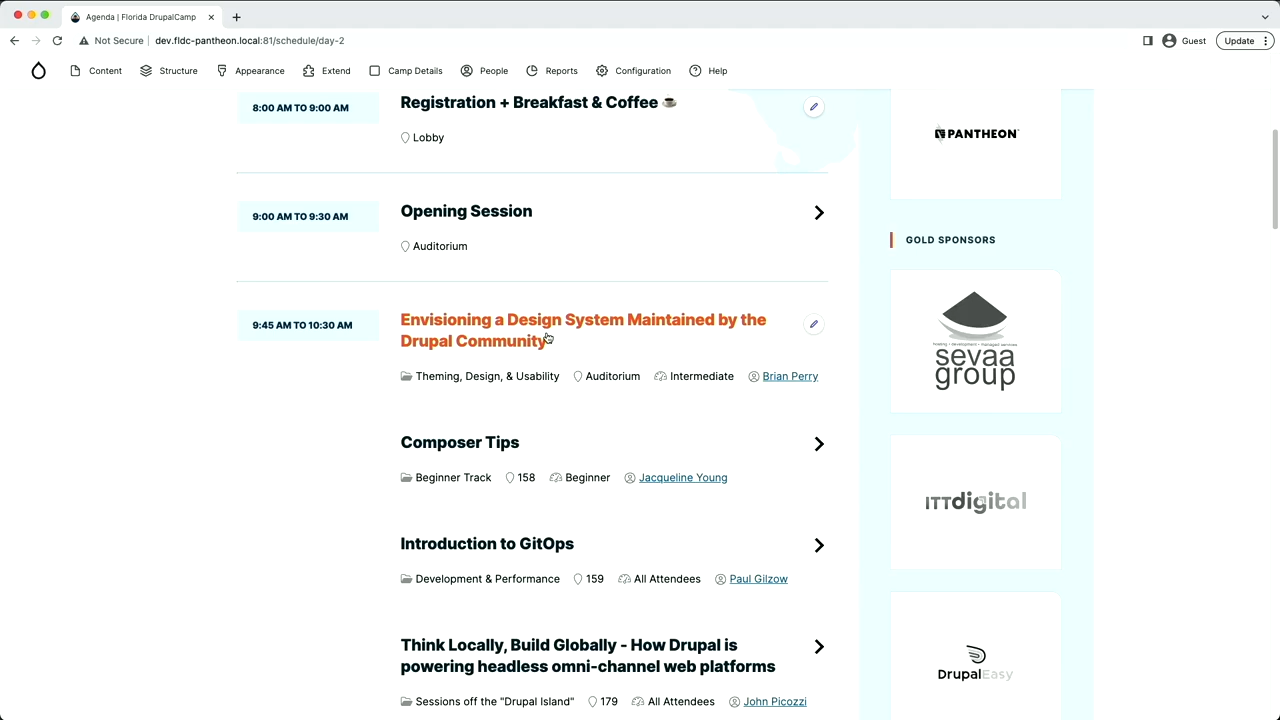 Agenda | Florida DrupalCamp
Not Secure
dev.fldc-pantheon.local:81/schedule/day-2
Guest
Update
Content
Structure
Appearance
Extend
Camp Details
People
Reports
Configuration
Help
8:00 AM TO 9:00 AM
Registration + Breakfast & Coffee ☕
Lobby
9:00 AM TO 9:30 AM
Opening Session
Auditorium
9:45 AM TO 10:30 AM
Envisioning a Design System Maintained by the
Drupal Community
Theming, Design, & Usability
Auditorium
Intermediate
Brian Perry
Composer Tips
Beginner Track
158
Beginner
Jacqueline Young
Introduction to GitOps
Development & Performance
159
All Attendees
Paul Gilzow
Think Locally, Build Globally - How Drupal is
powering headless omni-channel web platforms
Sessions off the "Drupal Island"
179
All Attendees
John Picozzi
PANTHEON
GOLD SPONSORS
hosting • development • managed services
sevaa
group
ITTdigital
DrupalEasy